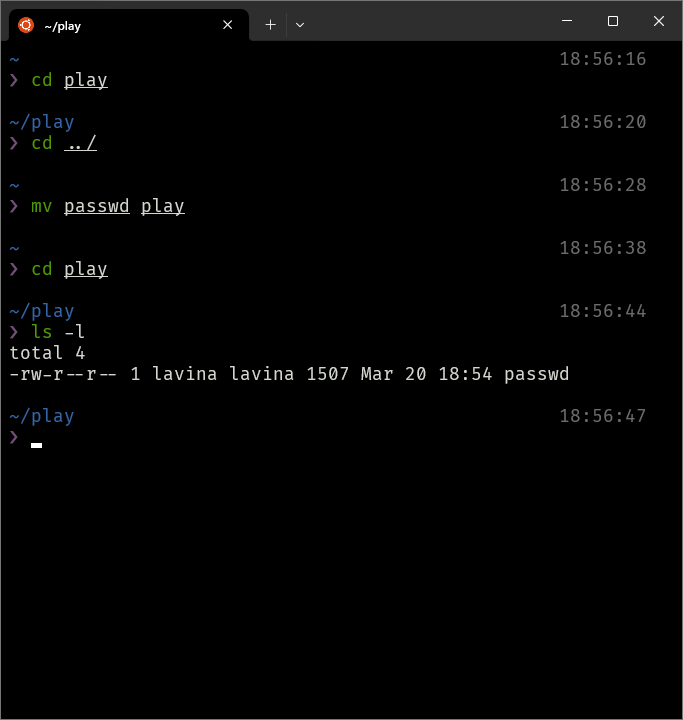 ~/play
~ 18:56:16
❯ cd play
~/play 18:56:20
❯ cd ../
~ 18:56:28
❯ mv passwd play
~ 18:56:38
❯ cd play
~/play 18:56:44
❯ ls -l
total 4
-rw-r--r-- 1 lavina lavina 1507 Mar 20 18:54 passwd
~/play 18:56:47
❯